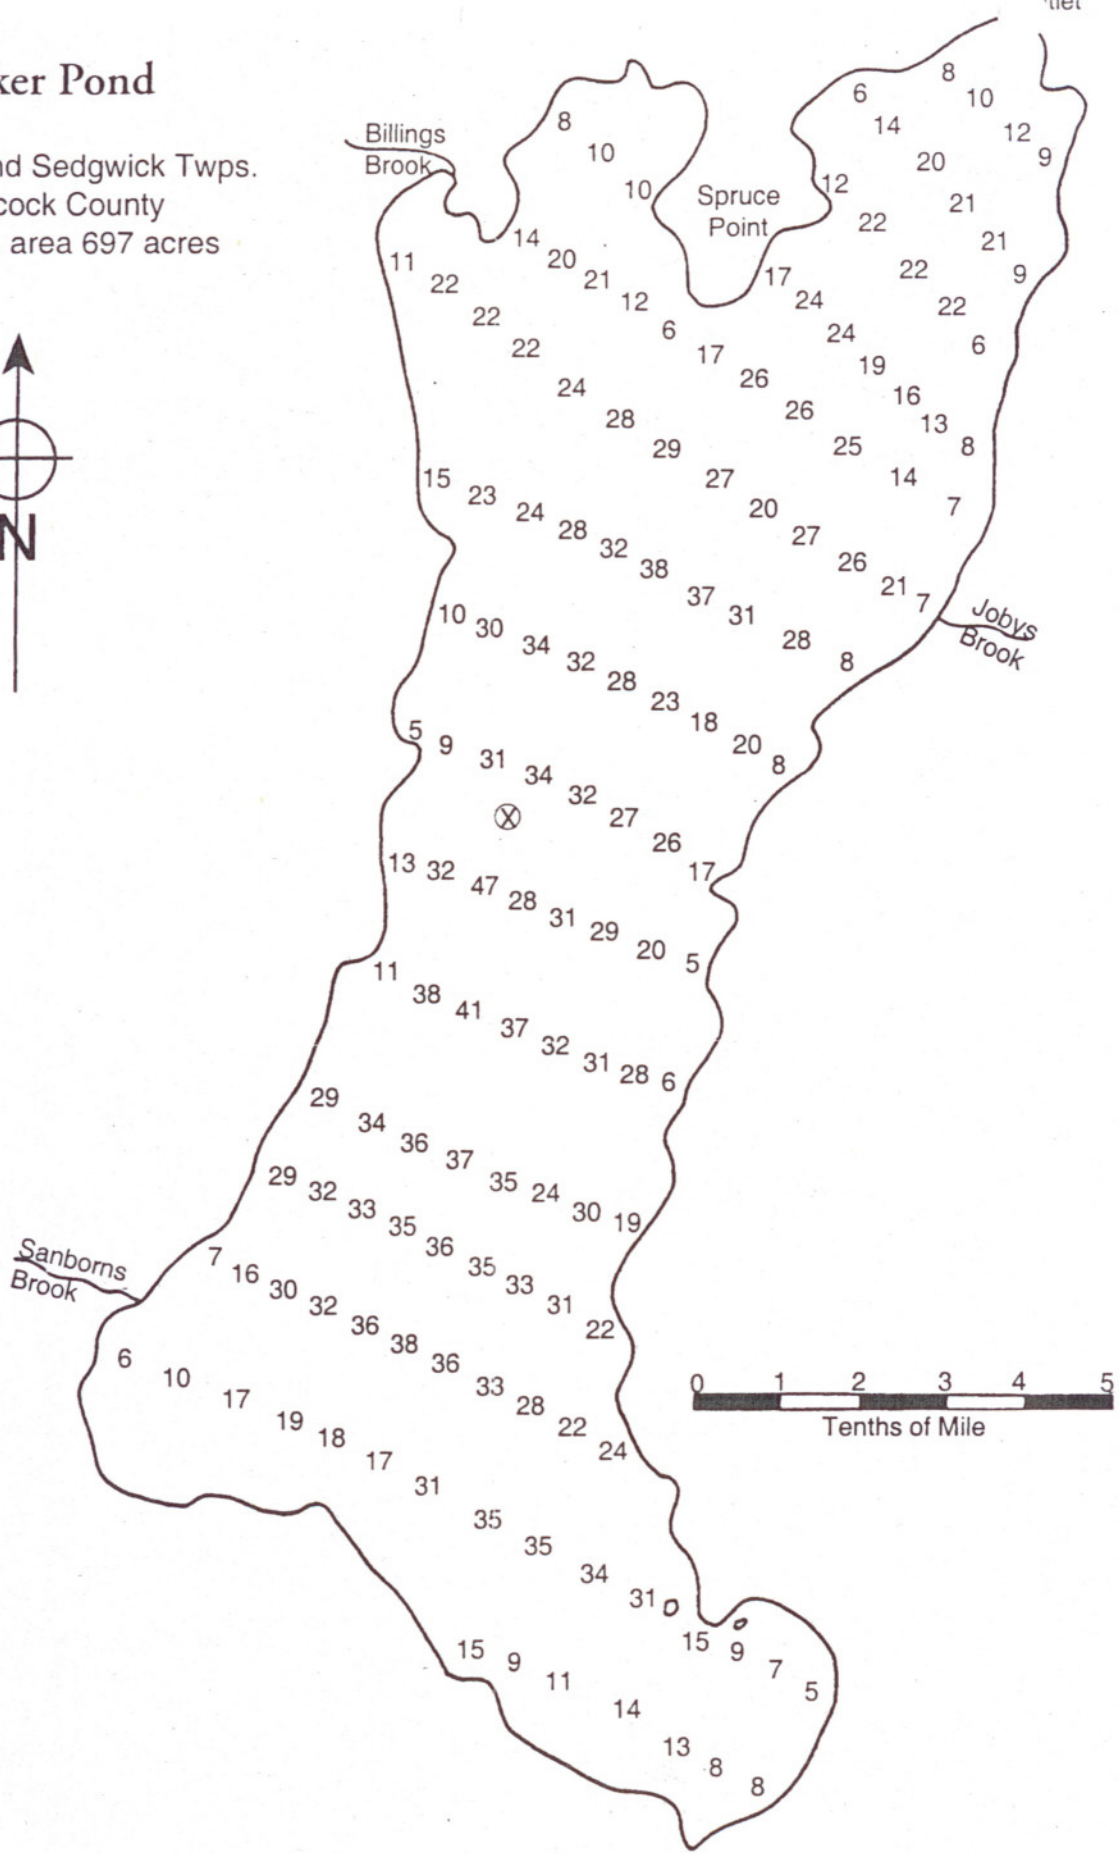 tlet
ker Pond
nd Sedgwick Twps.
cock County
area 697 acres
N
Billings
Brook
Spruce
Point
8 10 12 9
6 14 20 21 21 9
8 10 10
12 22 22 22 6
17 24 24 19 16 13 8
14 20 21 12 6 17 26 26 25 14 7
11 22 22 22 24 28 29 27 20 27 26 21 7
Jobys
Brook
15 23 24 28 32 38 37 31 28 8
10 30 34 32 28 23 18 20 8
5 9 31 34 32 27 26 17
X
13 32 47 28 31 29 20 5
11 38 41 37 32 31 28 6
29 34 36 37 35 24 30 19
29 32 33 35 36 35 33 31 22
Sanborns
Brook
7 16 30 32 36 38 36 33 28 22 24
6 10 17 19 18 17 31 35 35 34 31 15 9 7 5
15 9 11 14 13 8 8
0 1 2 3 4 5
Tenths of Mile